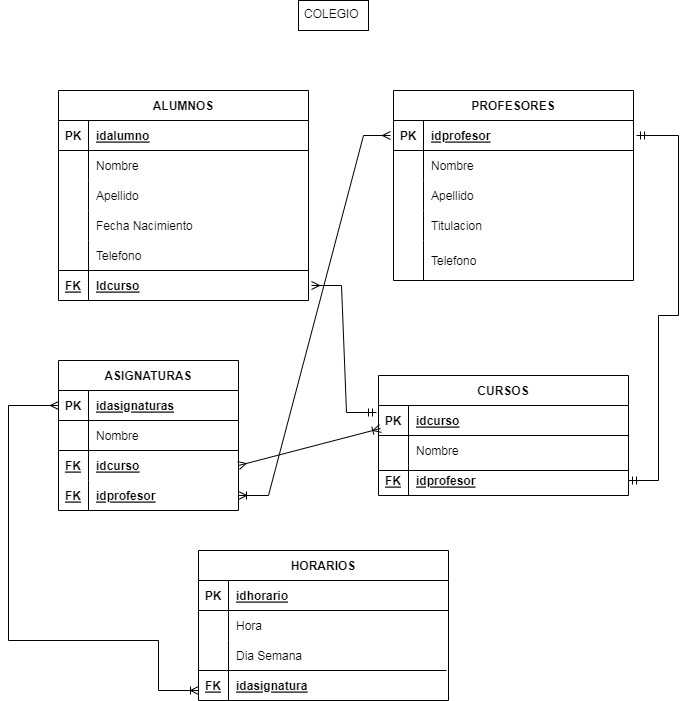 COLEGIO
ALUMNOS
PK idalumno
Nombre
Apellido
Fecha Nacimiento
Telefono
FK Idcurso
PROFESORES
PK idprofesor
Nombre
Apellido
Titulacion
Telefono
ASIGNATURAS
PK idasignaturas
Nombre
FK idcurso
FK idprofesor
CURSOS
PK idcurso
Nombre
FK idprofesor
HORARIOS
PK idhorario
Hora
Dia Semana
FK idasignatura